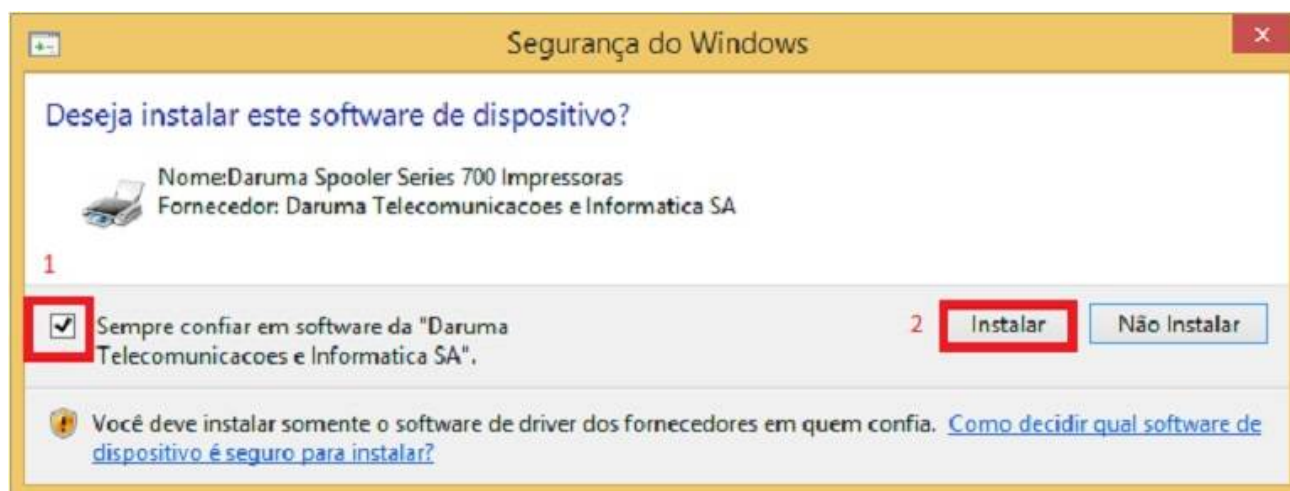 Segurança do Windows
Deseja instalar este software de dispositivo?
Nome:Daruma Spooler Series 700 Impressoras
Fornecedor: Daruma Telecomunicacoes e Informatica SA
1
Sempre confiar em software da "Daruma
Telecomunicacoes e Informatica SA".
2 Instalar Não Instalar
Você deve instalar somente o software de driver dos fornecedores em quem confia. Como decidir qual software de
dispositivo é seguro para instalar?